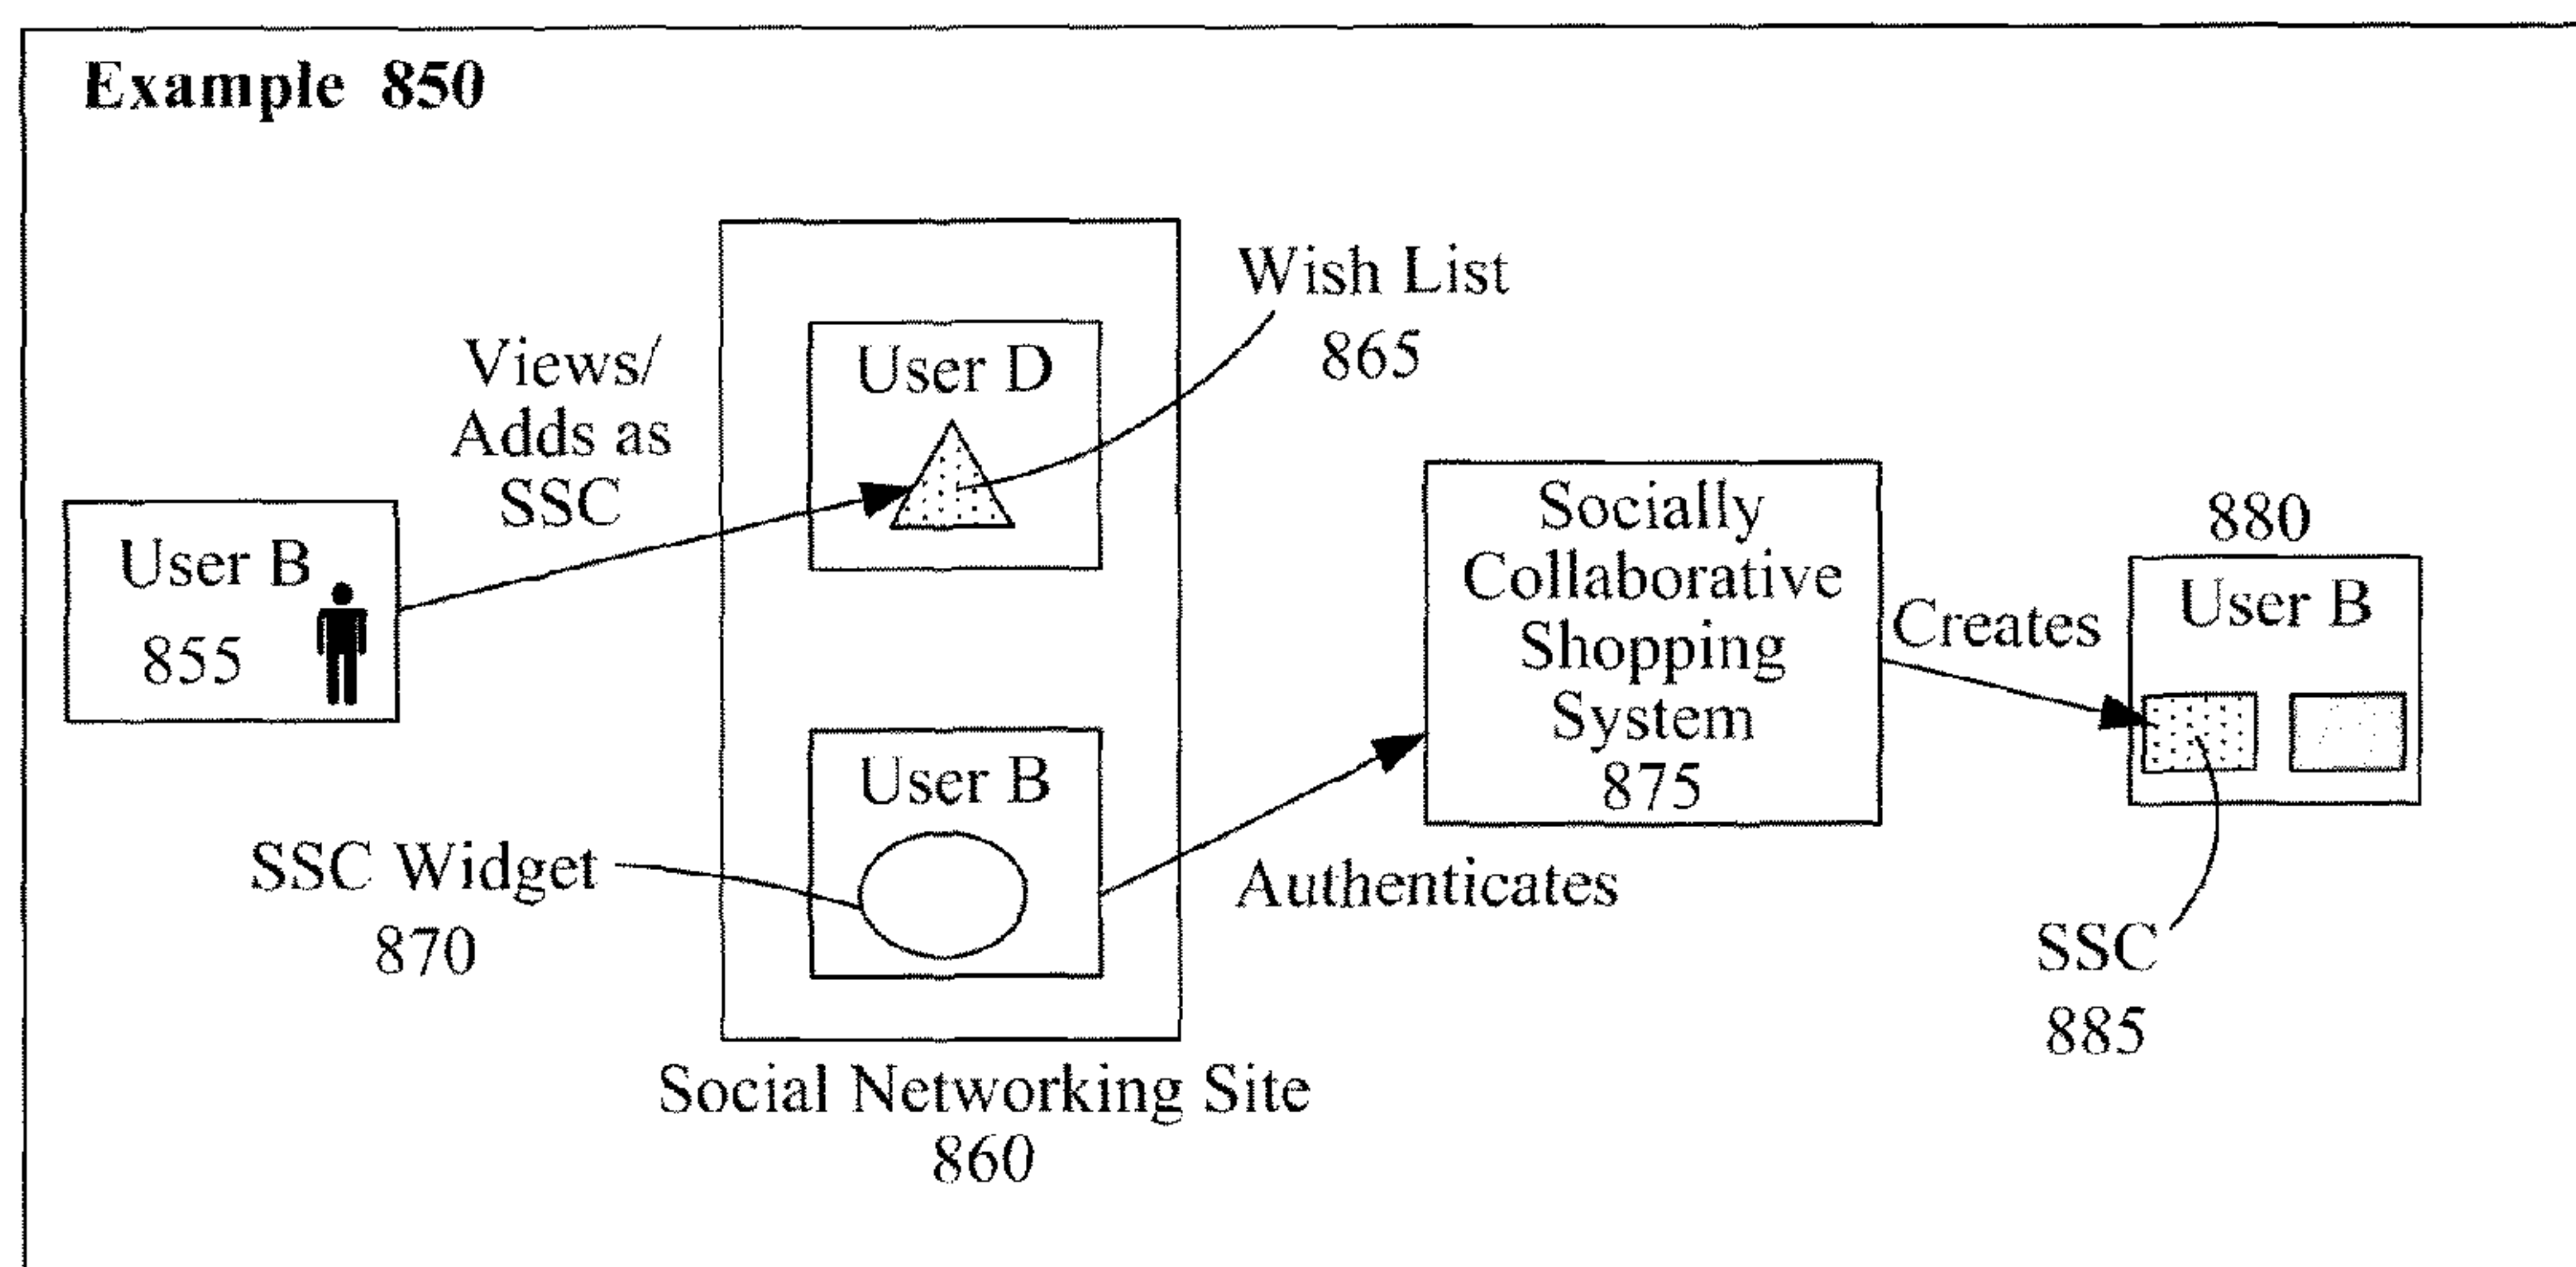 Example 850
Views/
Adds as
SSC
User B
855
User D
Wish List
865
User B
SSC Widget
870
Social Networking Site
860
Authenticates
Socially
Collaborative
Shopping
System
875
Creates
880
User B
SSC
885